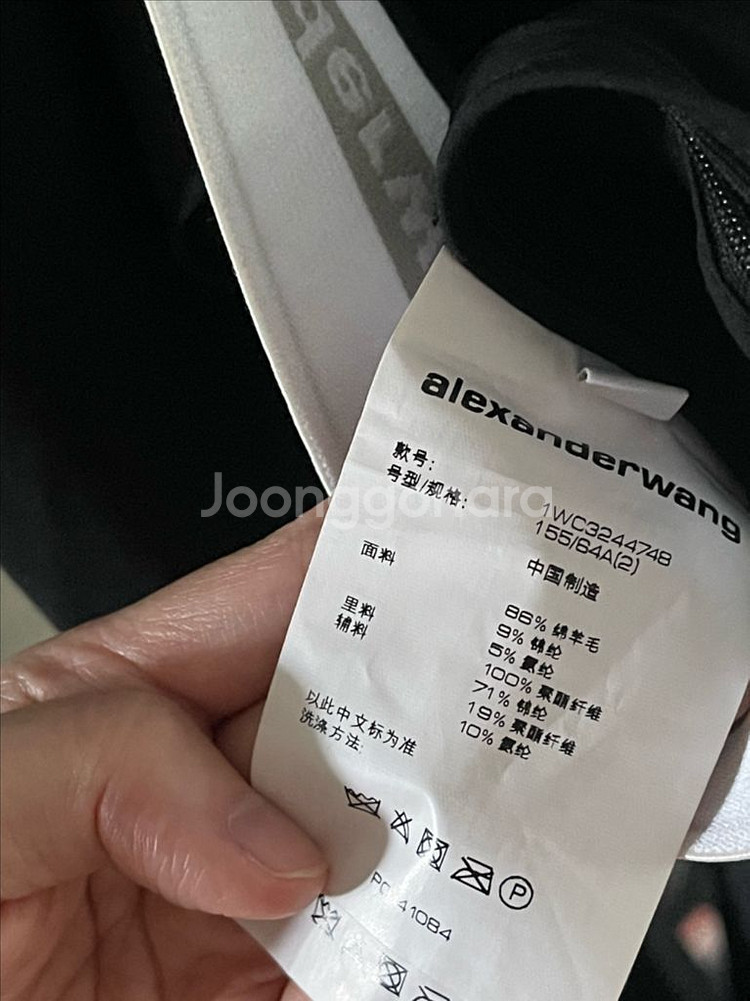 alexanderwang
款号:
1WC3244748
号型/规格:
155/64A(2)
中国制造
面料
86% 绵羊毛
9% 锦纶
5% 氨纶
里料
100% 聚酯纤维
辅料
71% 锦纶
19% 聚酯纤维
10% 氨纶
以此中文标为准
洗涤方法:
P
41084
Joonggonara